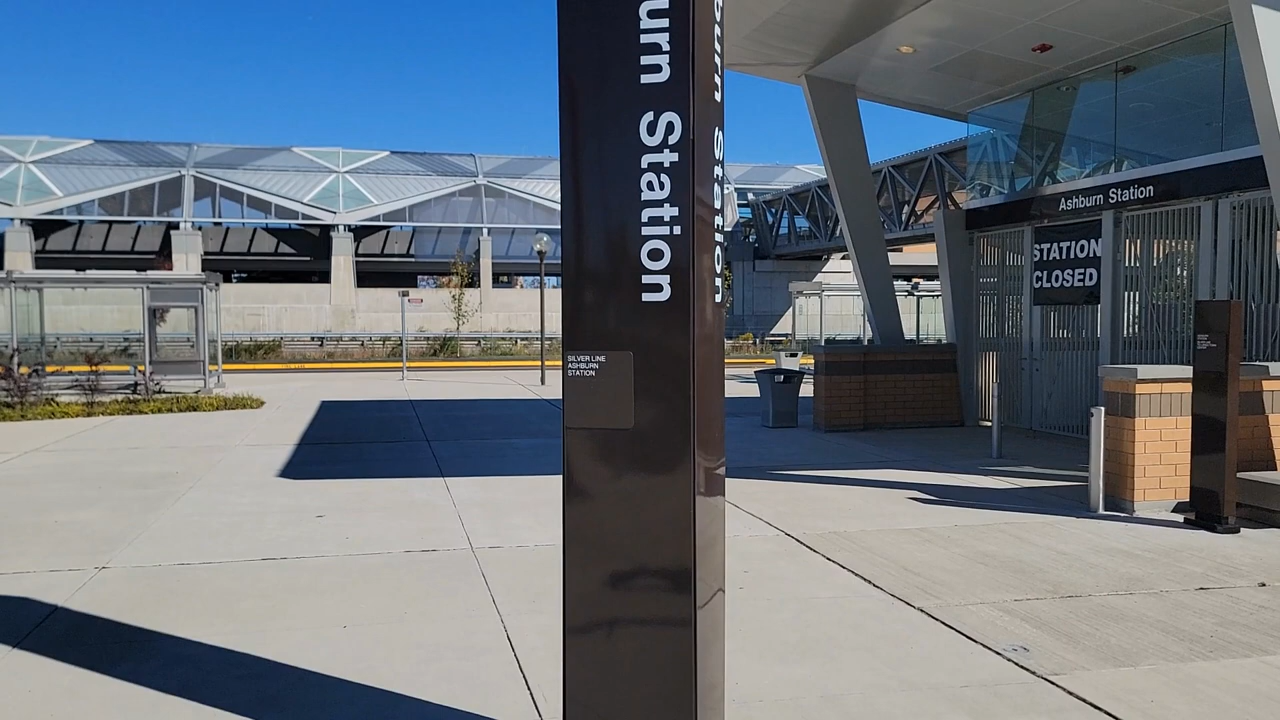 urn Station
burn Station
SILVER LINE
ASHBURN
STATION
Ashburn Station
STATION
CLOSED